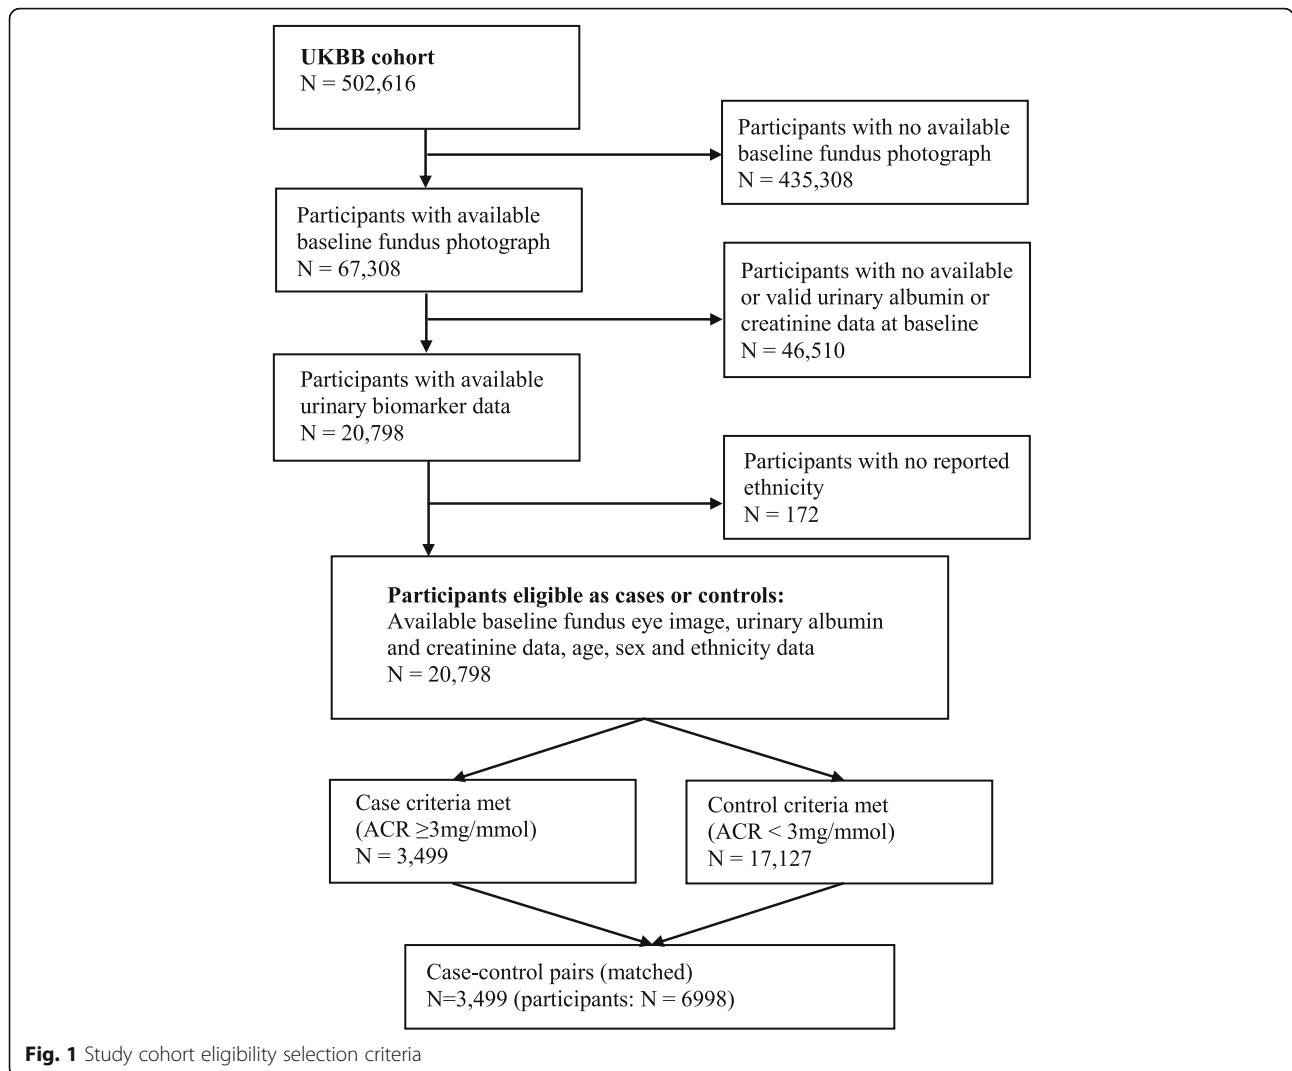 UKBB cohort
N = 502,616
Participants with no available
baseline fundus photograph
N = 435,308
Participants with available
baseline fundus photograph
N = 67,308
Participants with no available
or valid urinary albumin or
creatinine data at baseline
N = 46,510
Participants with available
urinary biomarker data
N = 20,798
Participants with no reported
ethnicity
N = 172
Participants eligible as cases or controls:
Available baseline fundus eye image, urinary albumin
and creatinine data, age, sex and ethnicity data
N = 20,798
Case criteria met
(ACR ≥3mg/mmol)
N = 3,499
Control criteria met
(ACR < 3mg/mmol)
N = 17,127
Case-control pairs (matched)
N=3,499 (participants: N = 6998)
Fig. 1 Study cohort eligibility selection criteria